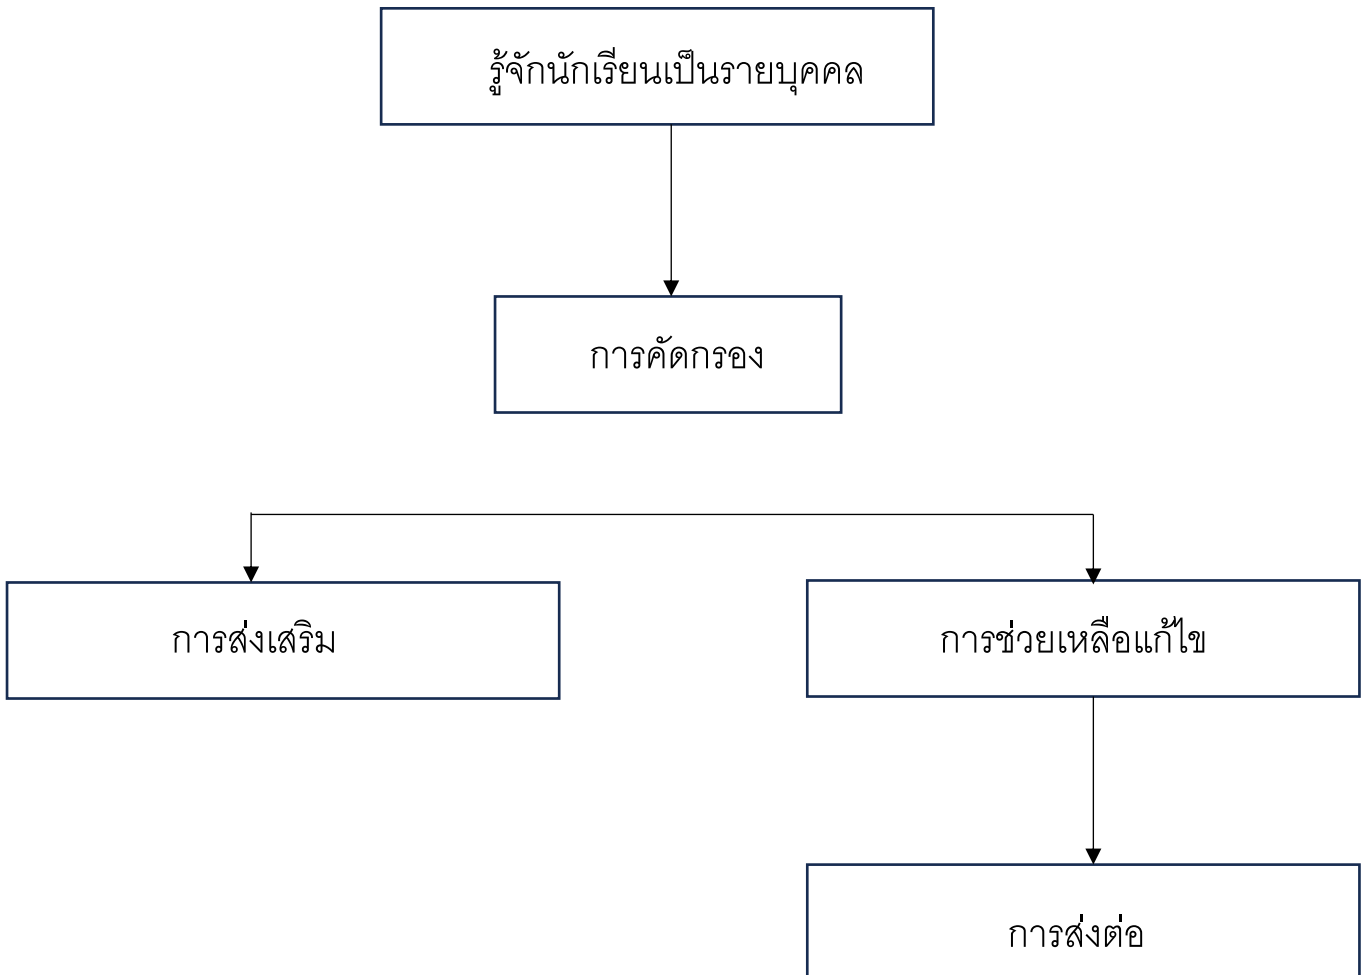 รู้จักนักเรียนเป็นรายบุคคล
การคัดกรอง
การส่งเสริม
การช่วยเหลือแก้ไข
การส่งต่อ